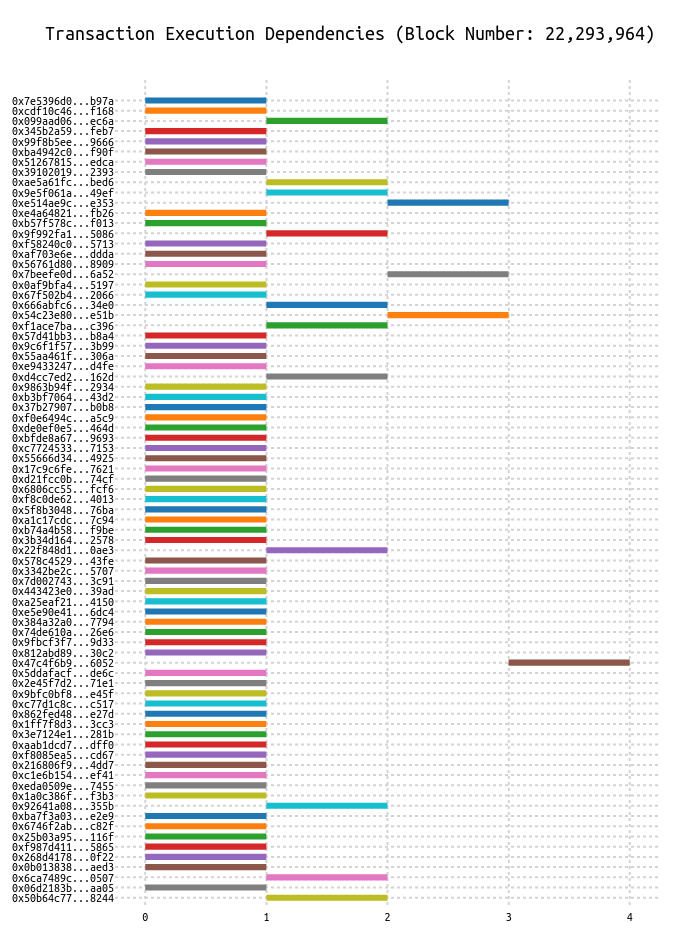 Transaction Execution Dependencies (Block Number: 22,293,964)
0x7e5396d0...b97a
0xcdf10c46...f168
0x099aad06...ec6a
0x345b2a59...feb7
0x99f8b5ee...9666
0xba4942c0...f90f
0x51267815...edca
0x39102019...2393
0xae5a61fc...bed6
0x9e5f061a...49ef
0xe514ae9c...e353
0xe4a64821...fb26
0xb57f578c...f013
0x9f992fa1...5086
0xf58240c0...5713
0xaf703e6e...ddda
0x56761d80...8909
0x7beefe0d...6a52
0x0af9bfa4...5197
0x67f502b4...2066
0x666abfc6...34e0
0x54c23e80...e51b
0xf1ace7ba...c396
0x57d41bb3...b8a4
0x9c6f1f57...3b99
0x55aa461f...306a
0xe9433247...d4fe
0xd4cc7ed2...162d
0x9863b94f...2934
0xb3bf7064...43d2
0x37b27907...b0b8
0xf0e6494c...a5c9
0xde0ef0e5...464d
0xbfde8a67...9693
0xc7724533...7153
0x55666d34...4925
0x17c9c6fe...7621
0xd21fcc0b...74cf
0x6806cc55...fcf6
0xf8c0de62...4013
0x5f8b3048...76ba
0xa1c17cdc...7c94
0xb74a4b58...f9be
0x3b34d164...2578
0x22f848d1...0ae3
0x578c4529...43fe
0x3342be2c...5707
0x7d002743...3c91
0x443423e0...39ad
0xa25eaf21...4150
0xe5e90e41...6dc4
0x384a32a0...7794
0x74de610a...26e6
0x9fbcf3f7...9d33
0x812abd89...30c2
0x47c4f6b9...6052
0x5ddafacf...de6c
0x2e45f7d2...71e1
0x9bfc0bf8...e45f
0xc77d1c8c...c517
0x862fed48...e27d
0x1ff7f8d3...3cc3
0x3e7124e1...281b
0xaab1dcd7...dff0
0xf8085ea5...cd67
0x216806f9...4dd7
0xc1e6b154...ef41
0xeda0509e...7455
0x1a0c386f...f3b3
0x92641a08...355b
0xba7f3a03...e2e9
0x6746f2ab...c82f
0x25b03a95...116f
0xf987d411...5865
0x268d4178...0f22
0x0b013838...aed3
0x6ca7489c...0507
0x06d2183b...aa05
0x50b64c77...8244
0 1 2 3 4